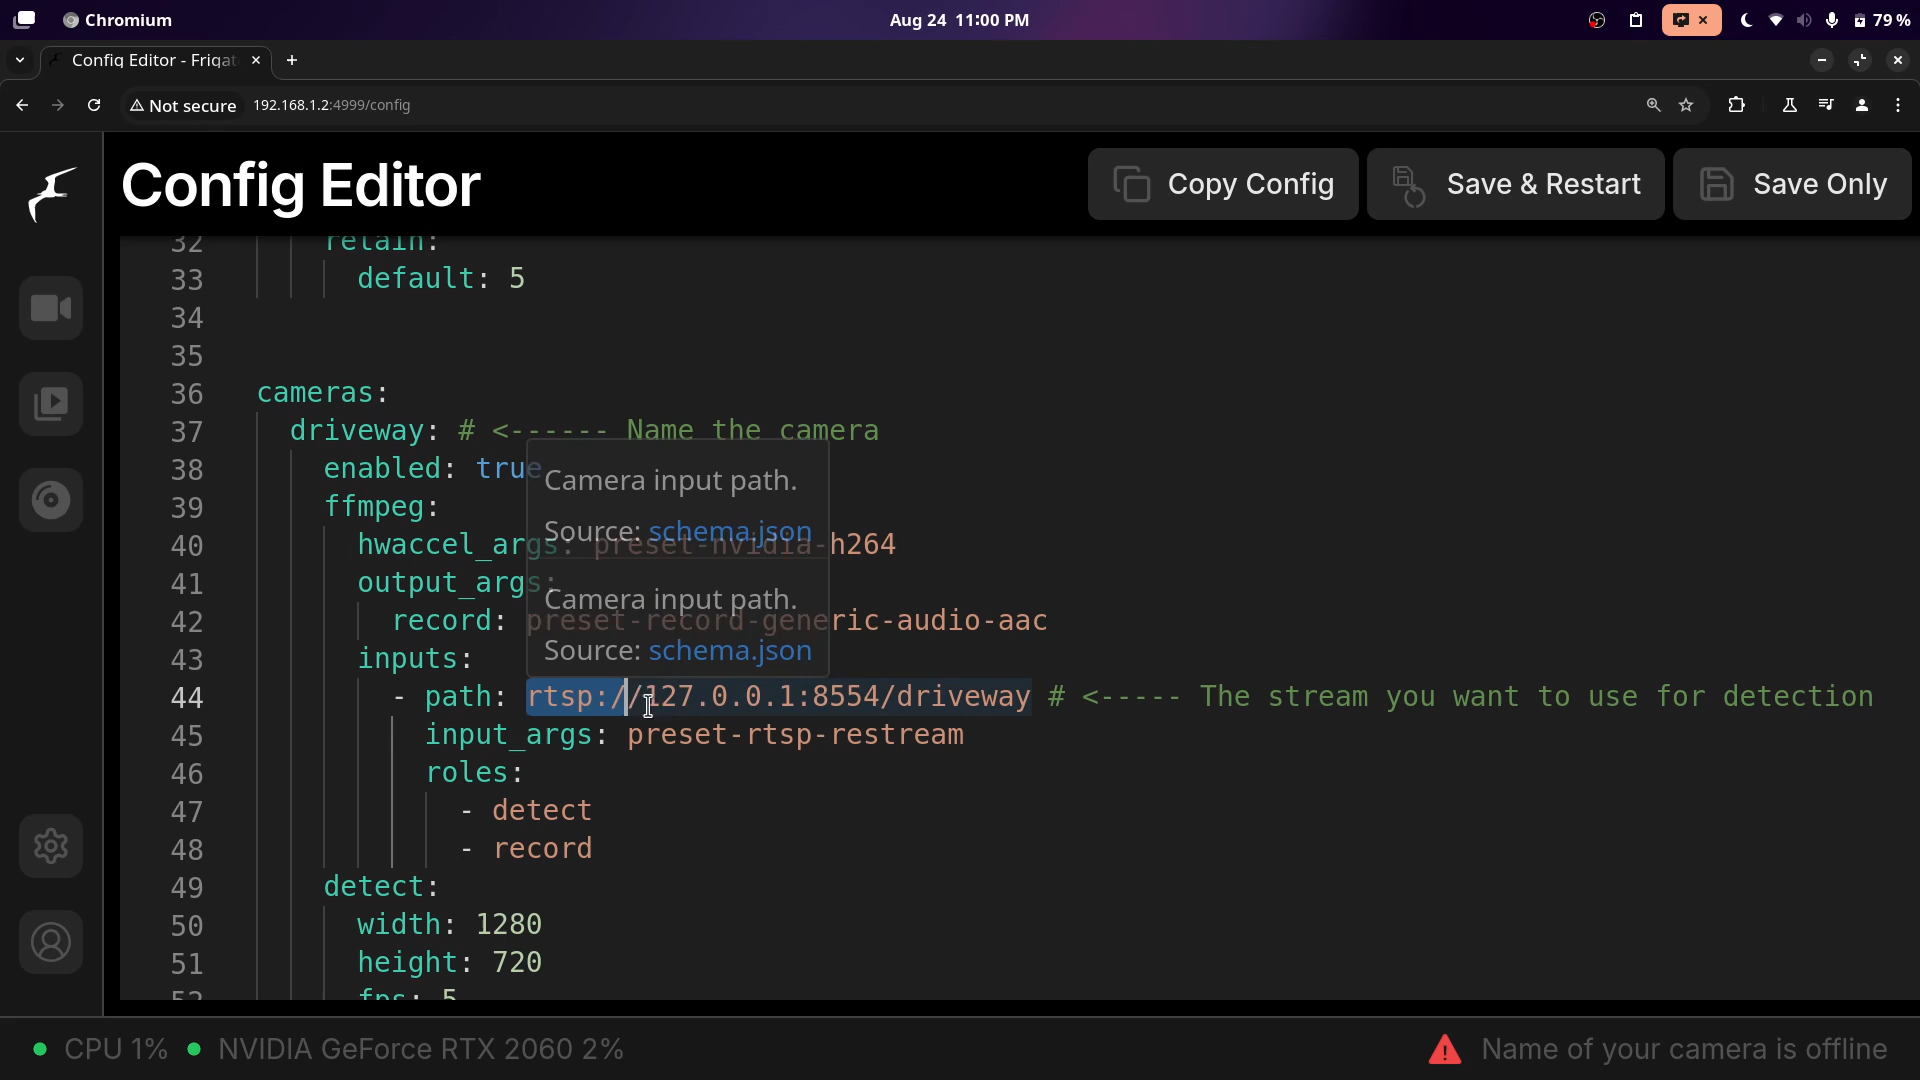 Chromium
Aug 24 11:00 PM
79 %
Config Editor - Frigat
Not secure
192.168.1.2:4999/config
Config Editor
Copy Config
Save & Restart
Save Only
32 retain:
33 default: 5
34
35
36 cameras:
37 driveway: # <------ Name the camera
38 enabled: true
39 ffmpeg:
40 hwaccel_args: preset-nvidia-h264
41 output_args:
42 record: preset-record-generic-audio-aac
43 inputs:
44 - path: rtsp://127.0.0.1:8554/driveway # <----- The stream you want to use for detection
45 input_args: preset-rtsp-restream
46 roles:
47 - detect
48 - record
49 detect:
50 width: 1280
51 height: 720
52 fps: 5
Camera input path.
Source: schema.json
Camera input path.
Source: schema.json
CPU 1%
NVIDIA GeForce RTX 2060 2%
Name of your camera is offline